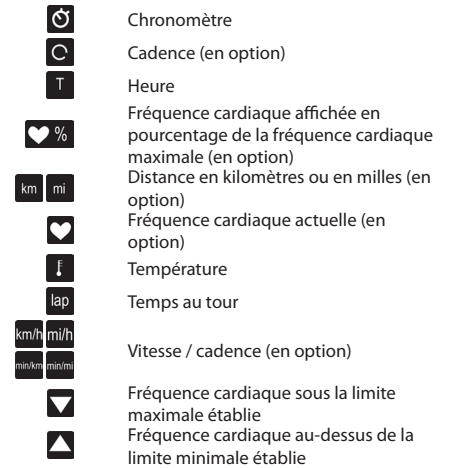 Chronomètre
Cadence (en option)
T Heure
Fréquence cardiaque affichée en
% pourcentage de la fréquence cardiaque
maximale (en option)
km mi Distance en kilomètres ou en milles (en
option)
Fréquence cardiaque actuelle (en
option)
Température
lap Temps au tour
km/h mi/h
Vitesse / cadence (en option)
min/km min/mi
Fréquence cardiaque sous la limite
maximale établie
Fréquence cardiaque au-dessus de la
limite minimale établie